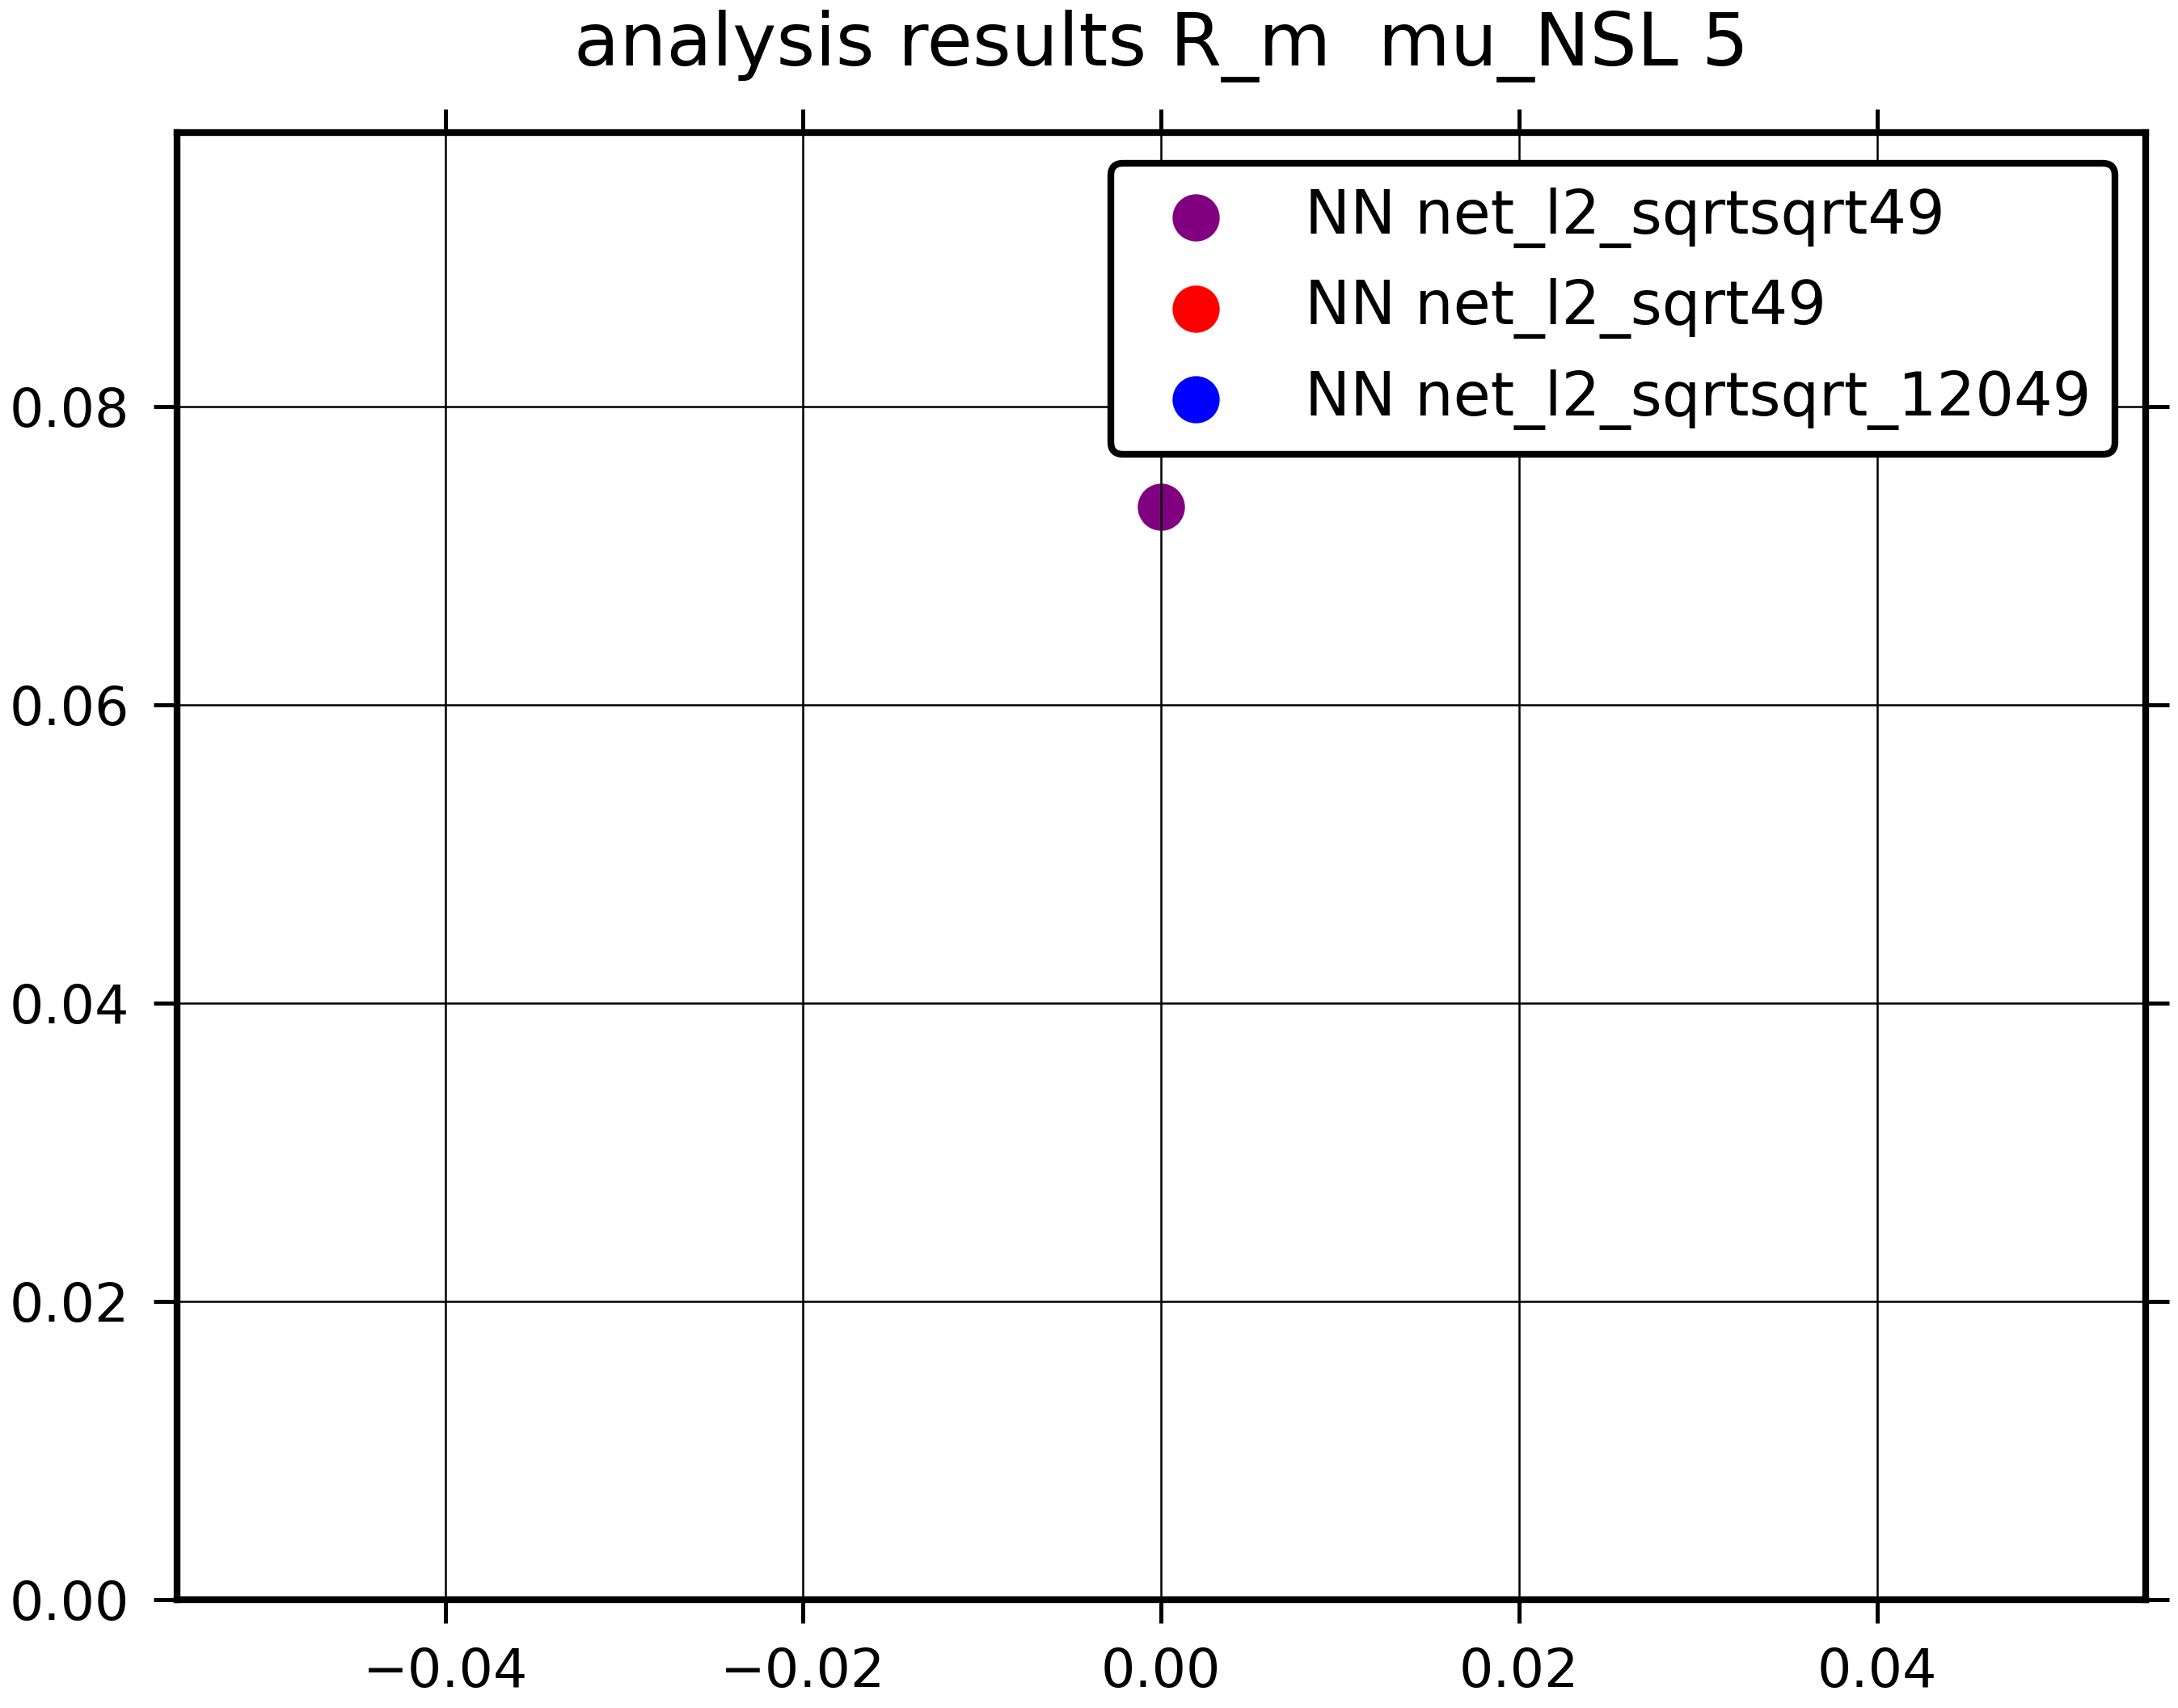 analysis results R_m  mu_NSL 5
NN net_l2_sqrtsqrt49
NN net_l2_sqrt49
NN net_l2_sqrtsqrt_12049
0.08
0.06
0.04
0.02
0.00
−0.04 −0.02 0.00 0.02 0.04